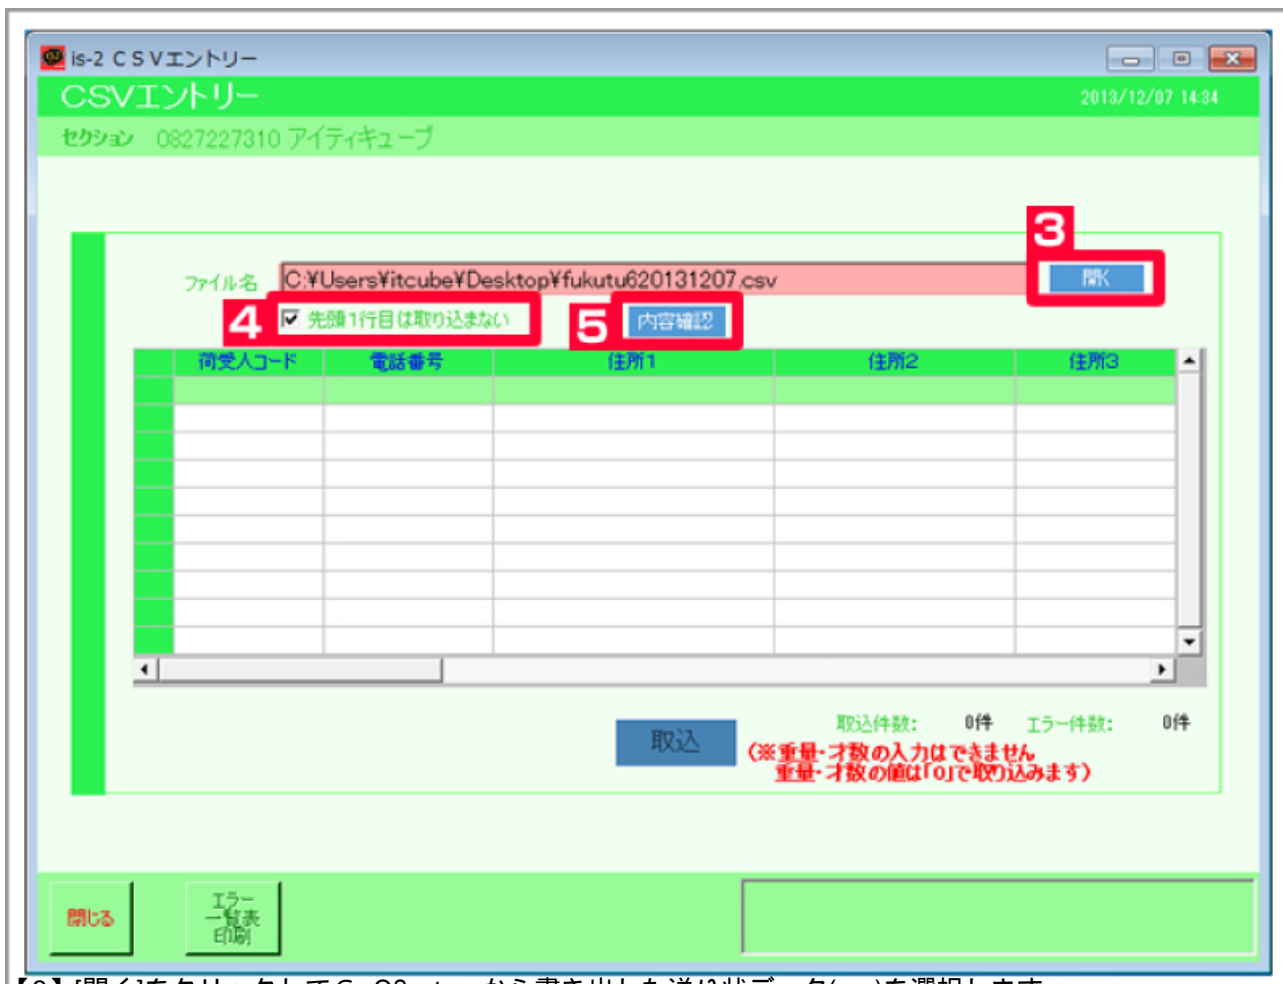 is-2 ＣＳＶエントリー
CSVエントリー 2013/12/07 14:34
セクション 0827227310 アイティキューブ
3
ファイル名 C:¥Users¥itcube¥Desktop¥fukutu620131207.csv 開く
4 先頭1行目は取り込まない 5 内容確認
荷受人コード 電話番号 住所1 住所2 住所3
取込 取込件数: 0件 エラー件数: 0件
(※重量・才数の入力はできません
重量・才数の値は「0」で取り込みます)
閉じる エラー
一覧表
印刷